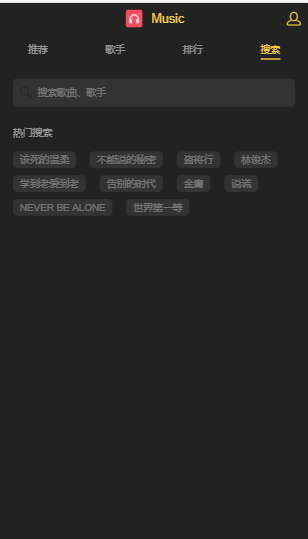 Music
推荐 歌手 排行 搜索
搜索歌曲、歌手
热门搜索
该死的温柔 不能说的秘密 盗将行 林俊杰
学到老爱到老 告别的时代 金庸 说谎
NEVER BE ALONE 世界第一等